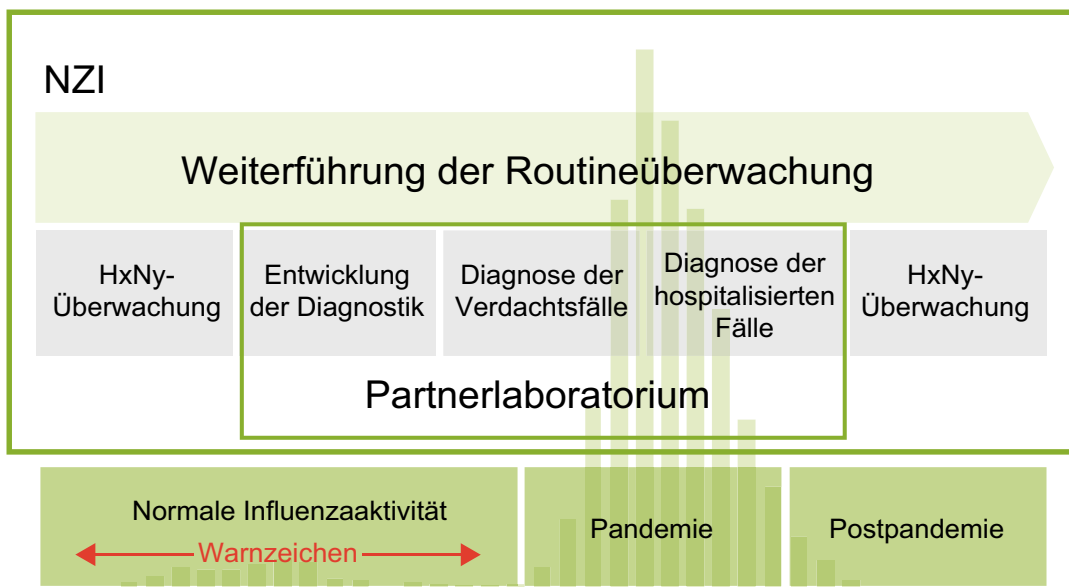 NZI
Weiterführung der Routineüberwachung
HxNy-
Überwachung
Entwicklung
der Diagnostik
Diagnose der
Verdachtsfälle
Diagnose der
hospitalisierten
Fälle
HxNy-
Überwachung
Partnerlaboratorium
Normale Influenzaaktivität
Warnzeichen
Pandemie
Postpandemie